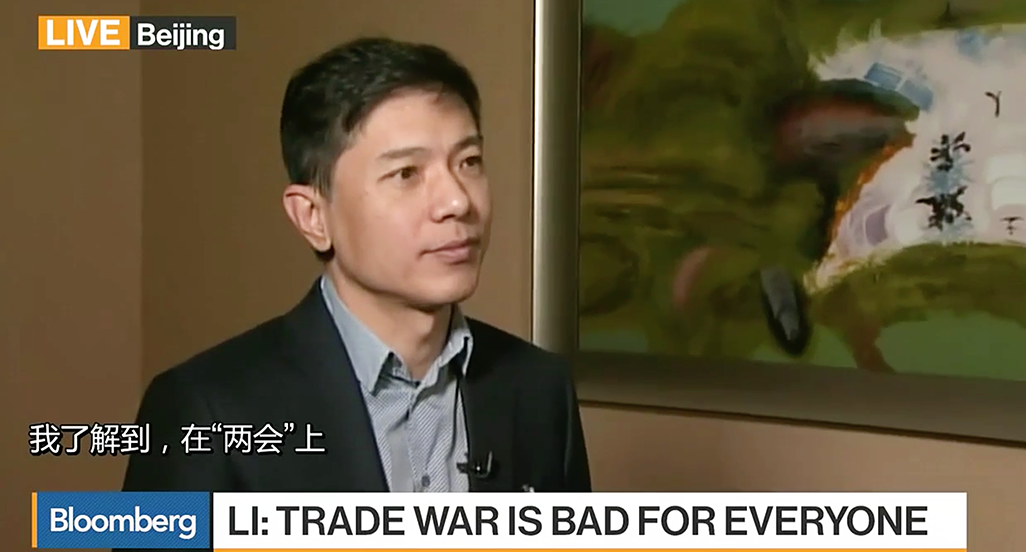 LIVE Beijing
我了解到，在“两会”上
Bloomberg LI: TRADE WAR IS BAD FOR EVERYONE